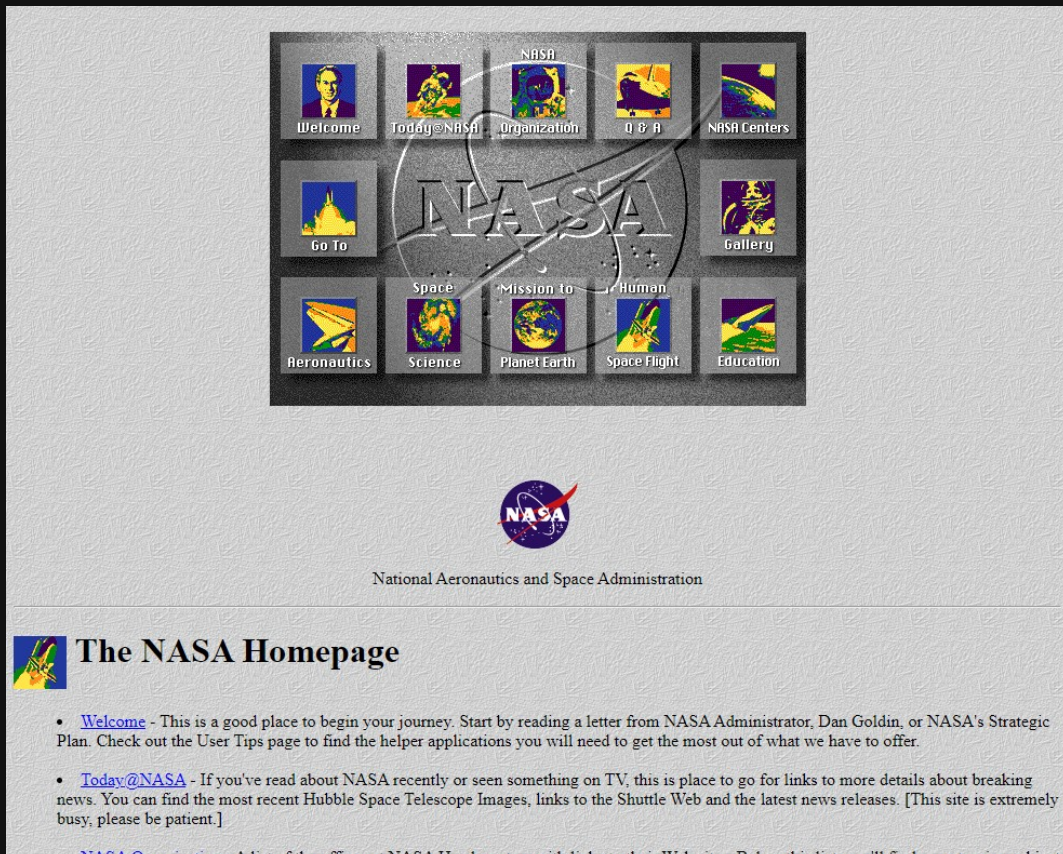 NASA
Welcome Today@NASA Organization Q & A NASA Centers
NASA
Go To Gallery
Space Mission to Human
Aeronautics Science Planet Earth Space Flight Education
NASA
National Aeronautics and Space Administration
The NASA Homepage
• Welcome - This is a good place to begin your journey. Start by reading a letter from NASA Administrator, Dan Goldin, or NASA's Strategic
Plan. Check out the User Tips page to find the helper applications you will need to get the most out of what we have to offer.
• Today@NASA - If you've read about NASA recently or seen something on TV, this is place to go for links to more details about breaking
news. You can find the most recent Hubble Space Telescope Images, links to the Shuttle Web and the latest news releases. [This site is extremely
busy, please be patient.]